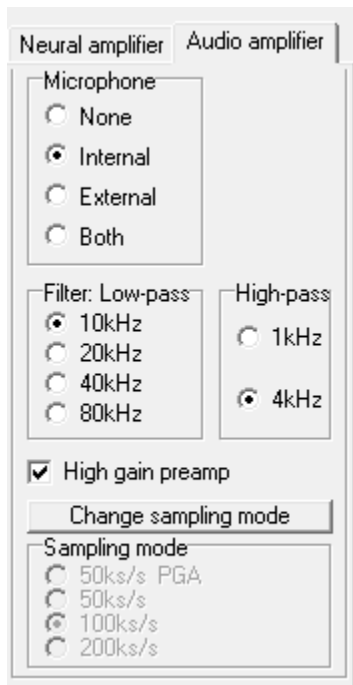 Neural amplifier Audio amplifier
Microphone
None
Internal
External
Both
Filter: Low-pass High-pass
10kHz
20kHz
40kHz
80kHz
1kHz
4kHz
High gain preamp
Change sampling mode
Sampling mode
50ks/s PGA
50ks/s
100ks/s
200ks/s